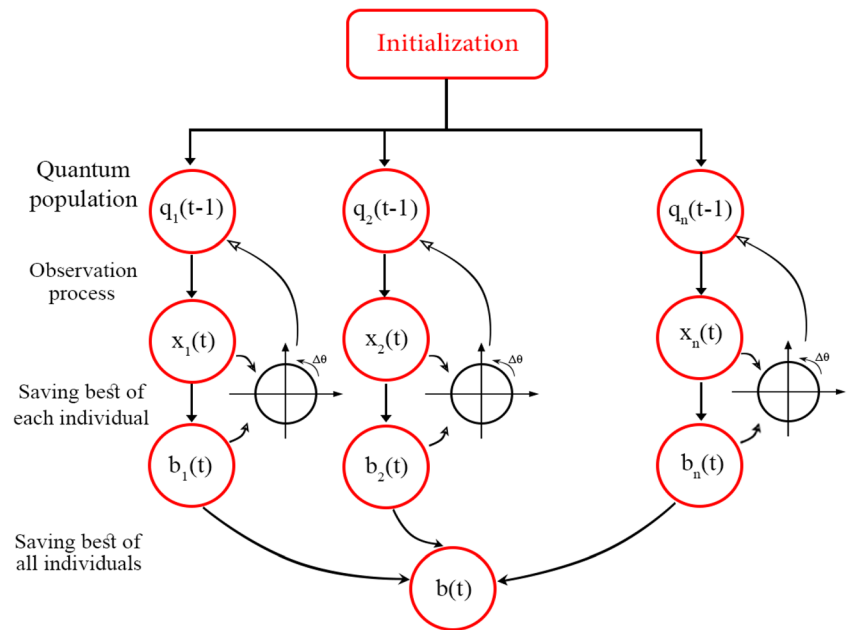 Initialization
Quantum
population
q₁(t-1)
q₂(t-1)
qₙ(t-1)
Observation
process
x₁(t)
x₂(t)
xₙ(t)
Δθ
Δθ
Δθ
Saving best of
each individual
b₁(t)
b₂(t)
bₙ(t)
Saving best of
all individuals
b(t)